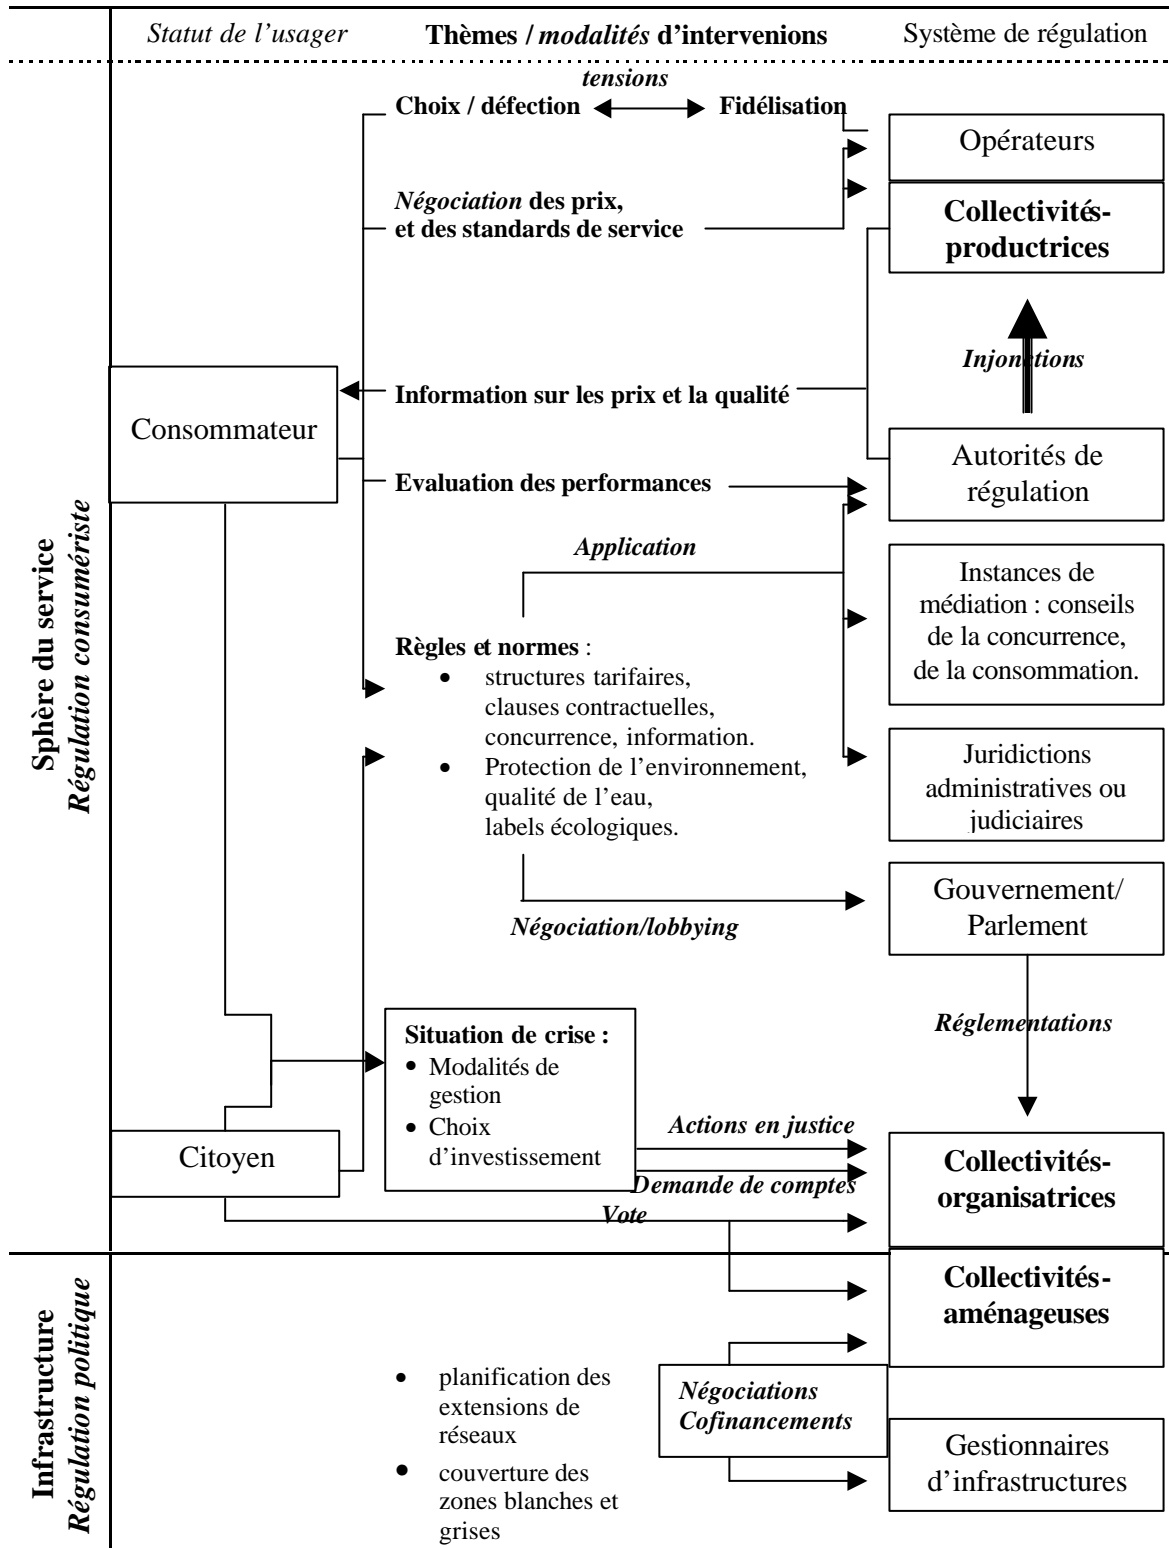 Statut de l’usager
Thèmes / modalités d’intervenions
Système de régulation
tensions
Choix / défection
Fidélisation
Opérateurs
Négociation des prix,
et des standards de service
Collectivités-
productrices
Injonctions
Information sur les prix et la qualité
Consommateur
Autorités de
régulation
Evaluation des performances
Application
Instances de
médiation : conseils
de la concurrence,
de la consommation.
Règles et normes :
• structures tarifaires,
clauses contractuelles,
concurrence, information.
• Protection de l’environnement,
qualité de l’eau,
labels écologiques.
Juridictions
administratives ou
judiciaires
Sphère du service
Régulation consumériste
Négociation/lobbying
Gouvernement/
Parlement
Réglementations
Situation de crise :
• Modalités de
gestion
• Choix
d’investissement
Citoyen
Actions en justice
Demande de comptes
Vote
Collectivités-
organisatrices
Collectivités-
aménageuses
Infrastructure
Régulation politique
• planification des
extensions de
réseaux
• couverture des
zones blanches et
grises
Négociations
Cofinancements
Gestionnaires
d’infrastructures